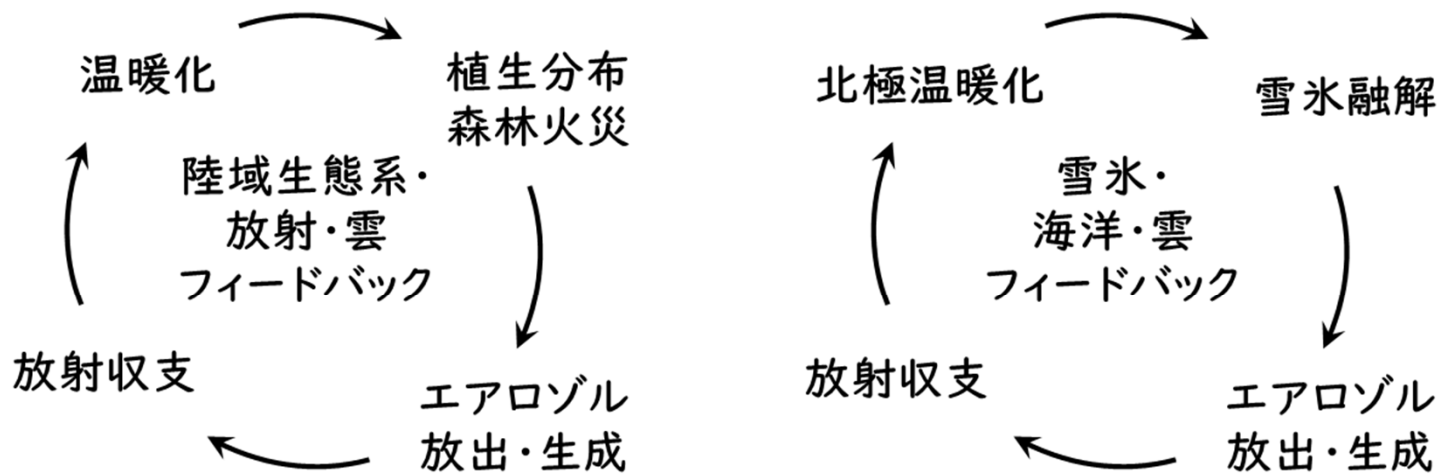 温暖化
植生分布
森林火災
陸域生態系・
放射・雲
フィードバック
放射収支
エアロゾル
放出・生成
北極温暖化
雪氷融解
雪氷・
海洋・雲
フィードバック
放射収支
エアロゾル
放出・生成